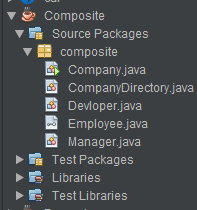 Composite
Source Packages
composite
Company.java
CompanyDirectory.java
Devloper.java
Employee.java
Manager.java
Test Packages
Libraries
Test Libraries